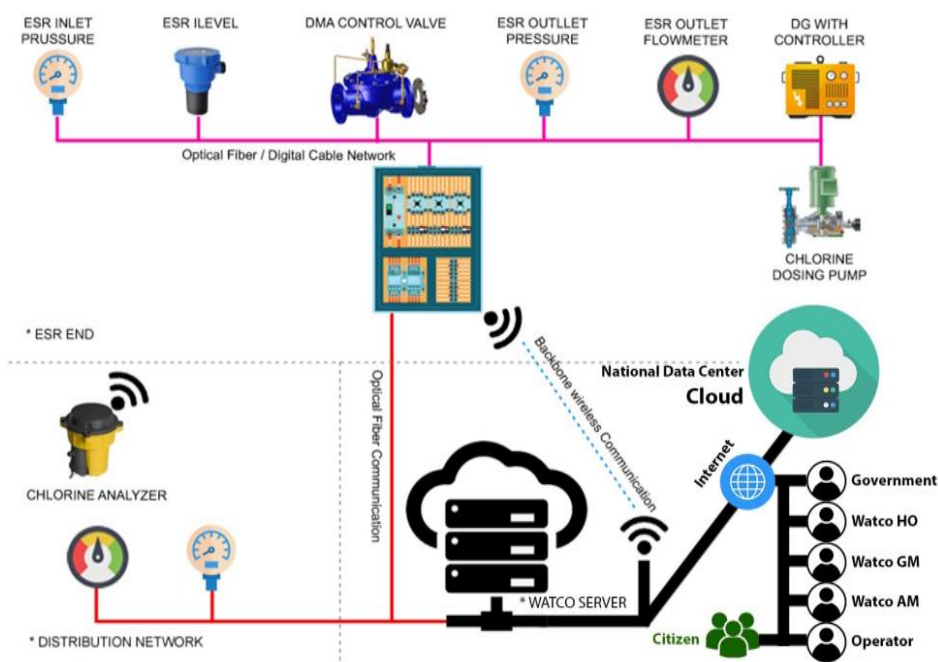 ESR INLET
PRUSSURE
ESR ILEVEL
DMA CONTROL VALVE
ESR OUTLLET
PRESSURE
ESR OUTLET
FLOWMETER
DG WITH
CONTROLLER
Optical Fiber / Digital Cable Network
CHLORINE
DOSING PUMP
* ESR END
Backbone wireless Communication
Optical Fiber Communication
National Data Center
Cloud
CHLORINE ANALYZER
Internet
Government
Watco HO
Watco GM
Watco AM
Operator
Citizen
* WATCO SERVER
* DISTRIBUTION NETWORK